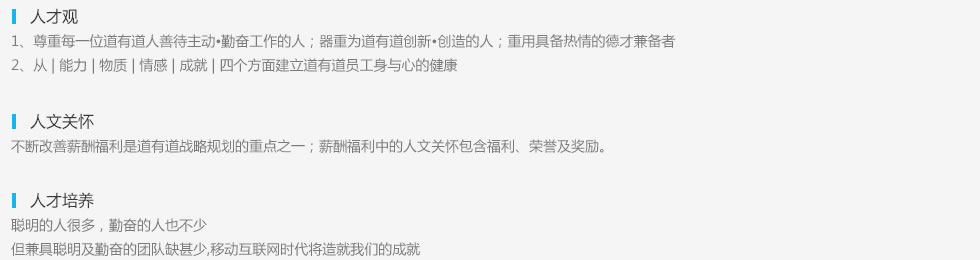 人才观
1、尊重每一位道有道人善待主动•勤奋工作的人；器重为道有道创新•创造的人；重用具备热情的德才兼备者
2、从 | 能力 | 物质 | 情感 | 成就 | 四个方面建立道有道员工身与心的健康
人文关怀
不断改善薪酬福利是道有道战略规划的重点之一；薪酬福利中的人文关怀包含福利、荣誉及奖励。
人才培养
聪明的人很多，勤奋的人也不少
但兼具聪明及勤奋的团队缺甚少,移动互联网时代将造就我们的成就